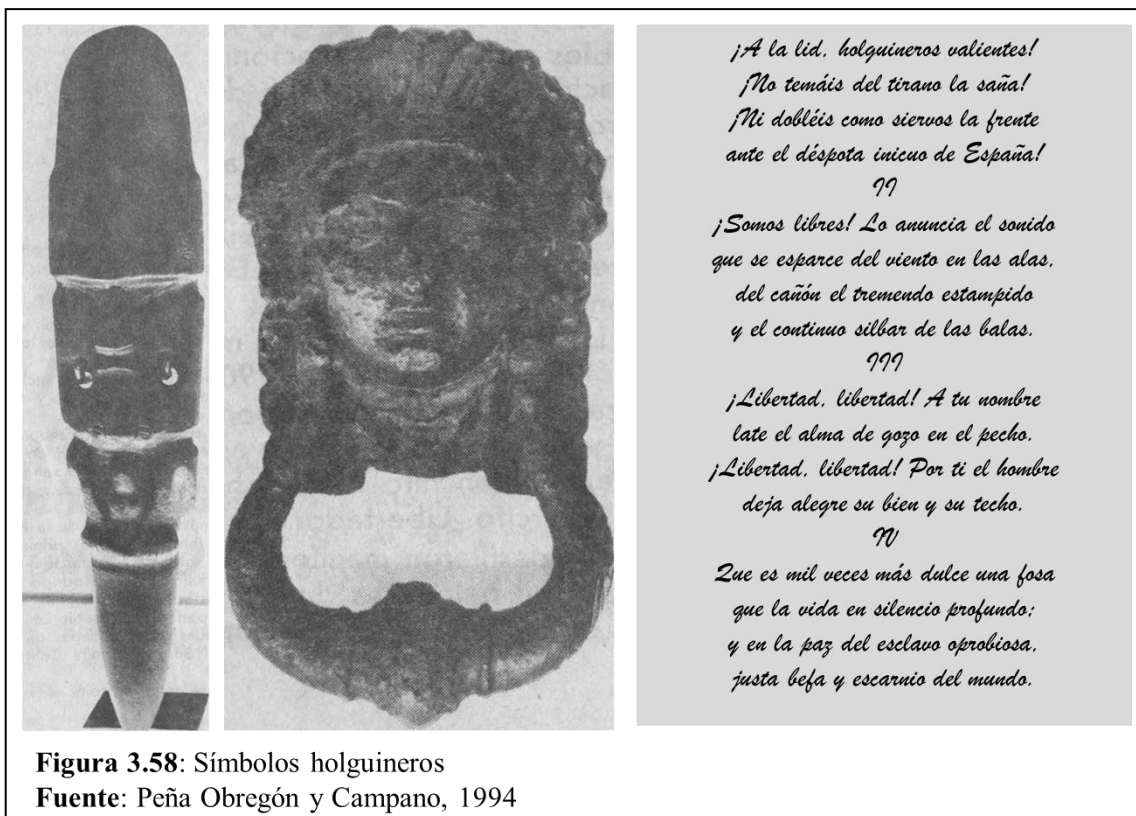 ¡A la lid, holguineros valientes!
¡No temáis del tirano la saña!
¡Ni dobléis como siervos la frente
ante el déspota inicuo de España!
II
¡Somos libres! Lo anuncia el sonido
que se esparce del viento en las alas,
del cañón el tremendo estampido
y el continuo silbar de las balas.
III
¡Libertad, libertad! A tu nombre
late el alma de gozo en el pecho.
¡Libertad, libertad! Por ti el hombre
deja alegre su bien y su techo.
IV
Que es mil veces más dulce una fosa
que la vida en silencio profundo;
y en la paz del esclavo oprobiosa,
justa befa y escarnio del mundo.
Figura 3.58: Símbolos holguineros
Fuente: Peña Obregón y Campano, 1994